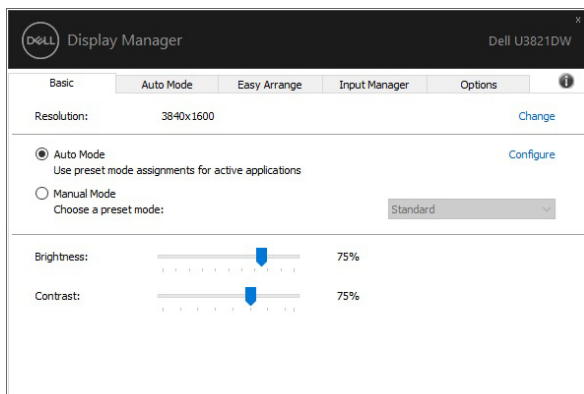 DELL Display Manager
Dell U3821DW
x
Basic
Auto Mode
Easy Arrange
Input Manager
Options
i
Resolution: 3840x1600 Change
Auto Mode Configure
Use preset mode assignments for active applications
Manual Mode
Choose a preset mode: Standard
Brightness: 75%
Contrast: 75%